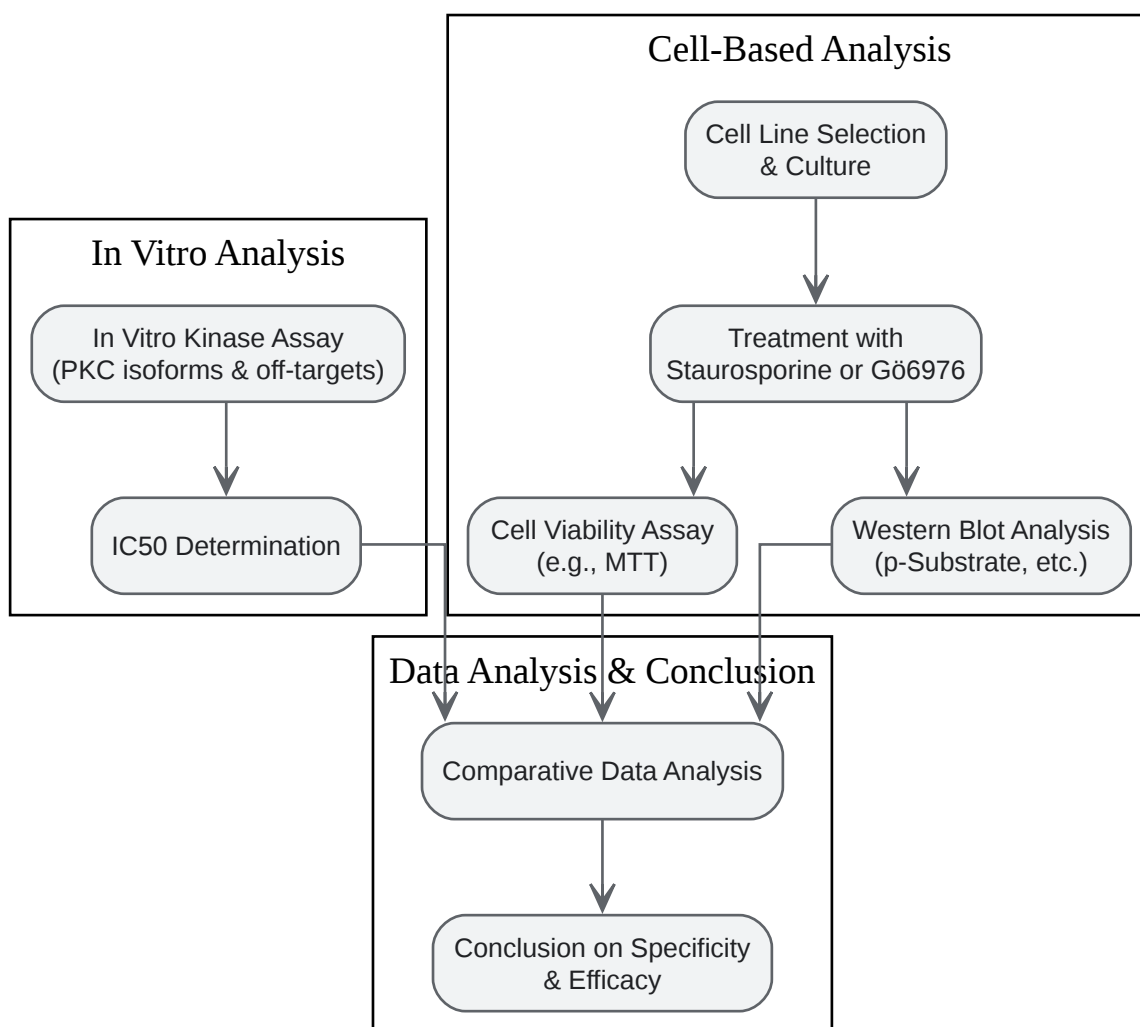 Cell-Based Analysis
Cell Line Selection
& Culture
In Vitro Analysis
In Vitro Kinase Assay
(PKC isoforms & off-targets)
Treatment with
Staurosporine or Gö6976
IC50 Determination
Cell Viability Assay
(e.g., MTT)
Western Blot Analysis
(p-Substrate, etc.)
Data Analysis & Conclusion
Comparative Data Analysis
Conclusion on Specificity
& Efficacy